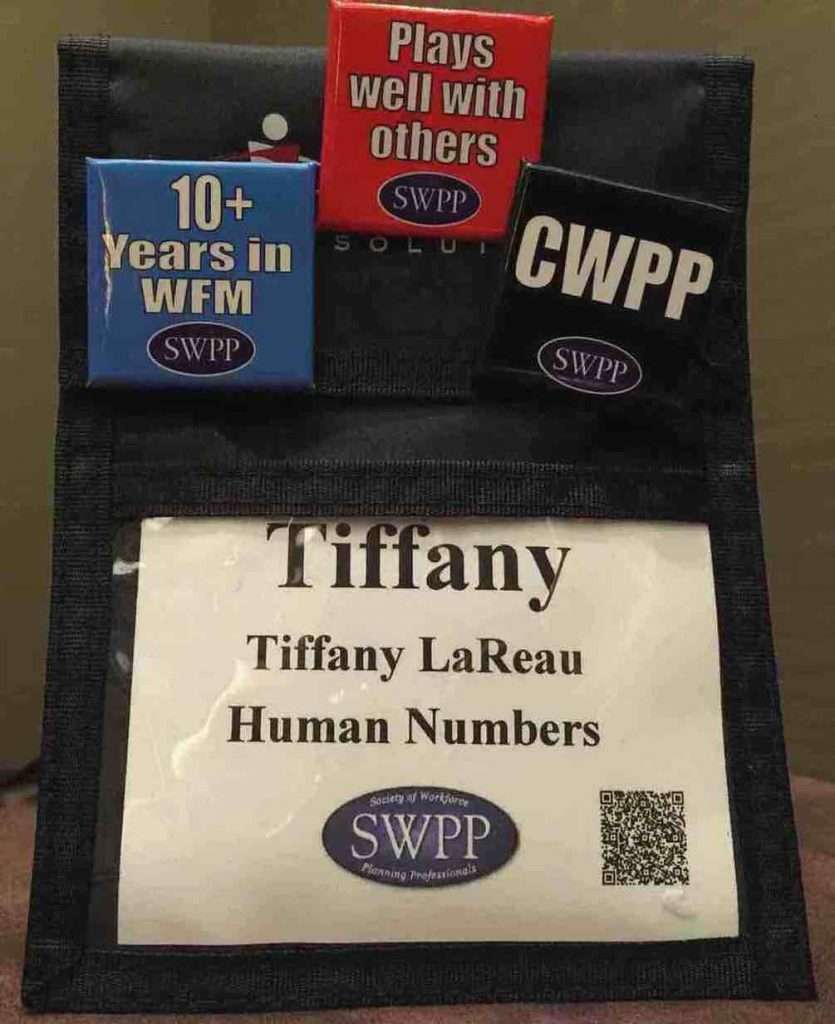 Plays
well with
others
SWPP
10+
Years in
WFM
SWPP
CWPP
SWPP
Tiffany
Tiffany LaReau
Human Numbers
Society of Workforce
SWPP
Planning Professionals